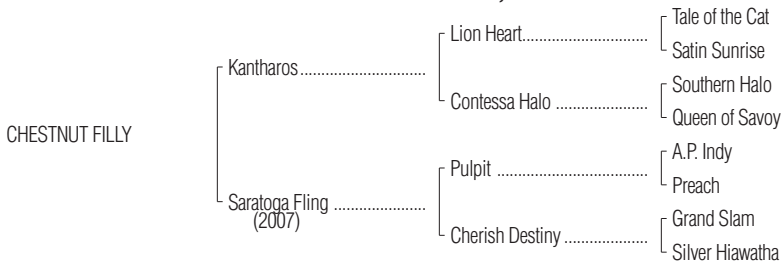 Tale of the Cat
Lion Heart..............................
Satin Sunrise
Kantharos..............................
Southern Halo
Contessa Halo ......................
Queen of Savoy
CHESTNUT FILLY
A.P. Indy
Pulpit ....................................
Preach
Saratoga Fling ......................
(2007)
Grand Slam
Cherish Destiny ....................
Silver Hiawatha